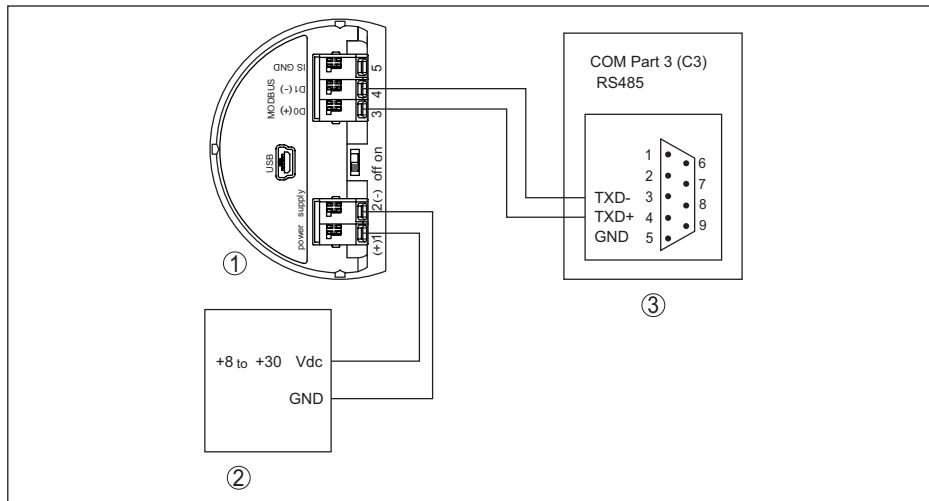 IS GND
5
MODBUS
D1 (-)
4
D0 (+)
3
USB
off on
power supply
2 (-)
(+) 1
1
+8 to +30 Vdc
GND
2
COM Part 3 (C3)
RS485
1
6
2
7
TXD- 3
8
TXD+ 4
9
GND 5
3